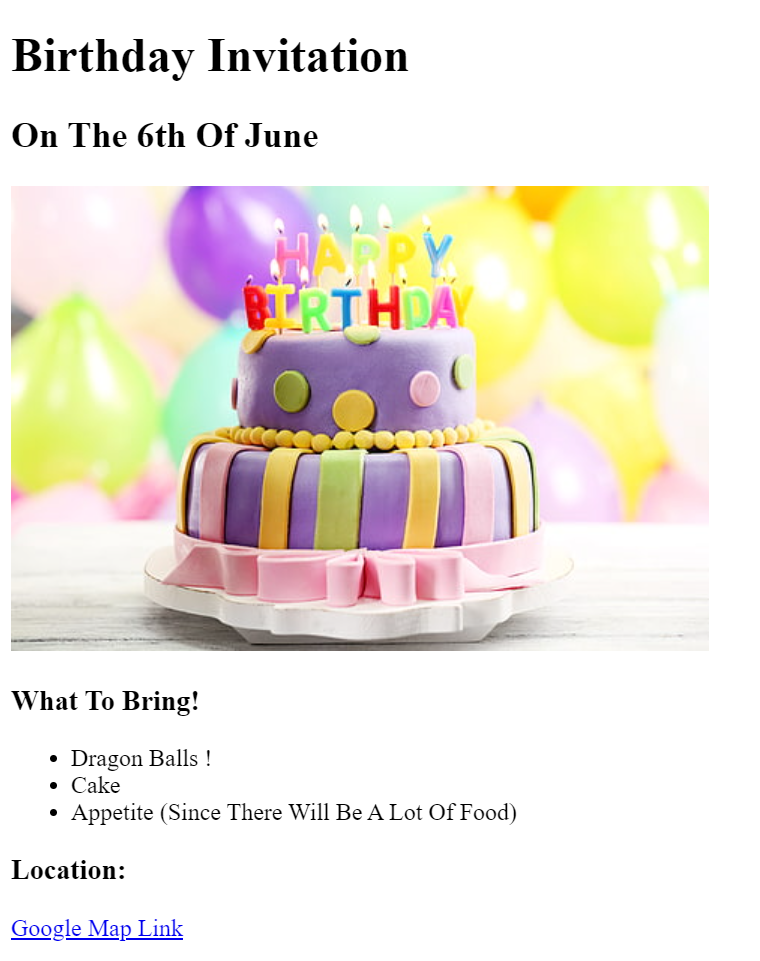 Birthday Invitation
On The 6th Of June
HAPPY
BIRTHDAY
What To Bring!
Dragon Balls !
Cake
Appetite (Since There Will Be A Lot Of Food)
Location:
Google Map Link